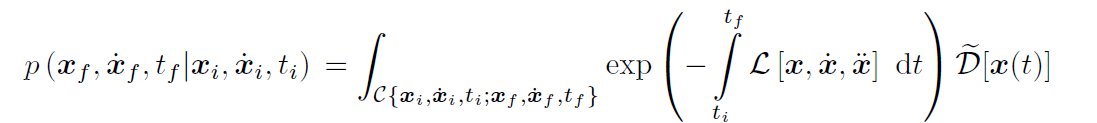 p (𝒙_f, 𝒙̇_f, t_f | 𝒙_i, 𝒙̇_i, t_i) = ∫_{𝒞{𝒙_i, 𝒙̇_i, t_i; 𝒙_f, 𝒙̇_f, t_f}} exp ( − ∫_{t_i}^{t_f} ℒ [𝒙, 𝒙̇, 𝒙̈] dt ) 𝒟̃[𝒙(t)]